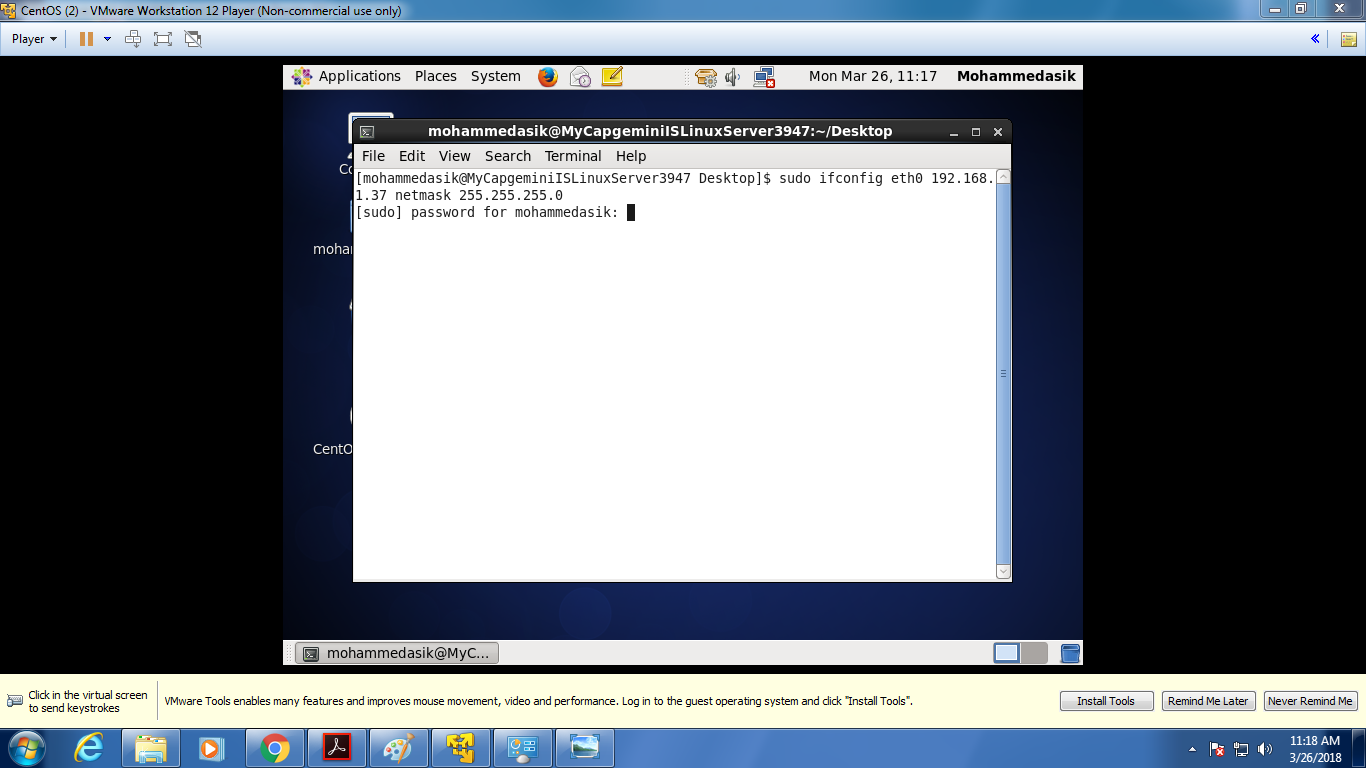 CentOS (2) - VMware Workstation 12 Player (Non-commercial use only)
Player
Applications Places System Mon Mar 26, 11:17 Mohammedasik
mohammedasik@MyCapgeminiISLinuxServer3947:~/Desktop
File Edit View Search Terminal Help
[mohammedasik@MyCapgeminiISLinuxServer3947 Desktop]$ sudo ifconfig eth0 192.168.
1.37 netmask 255.255.255.0
[sudo] password for mohammedasik:
Co
moha
CentO
mohammedasik@MyC...
Click in the virtual screen
to send keystrokes
VMware Tools enables many features and improves mouse movement, video and performance. Log in to the guest operating system and click "Install Tools".
Install Tools Remind Me Later Never Remind Me
11:18 AM
3/26/2018